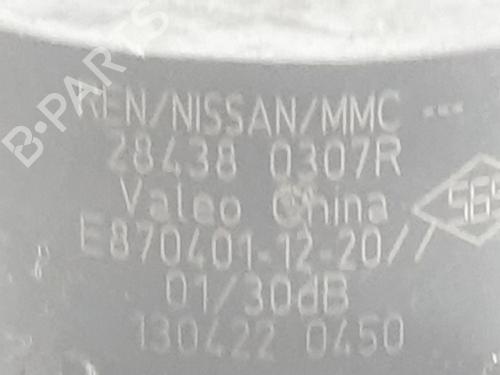 REN/NISSAN/MMC ---
28438 0307R
Valeo China
E870401-12-20//
01/30dB
130422 0450
B-PARTS